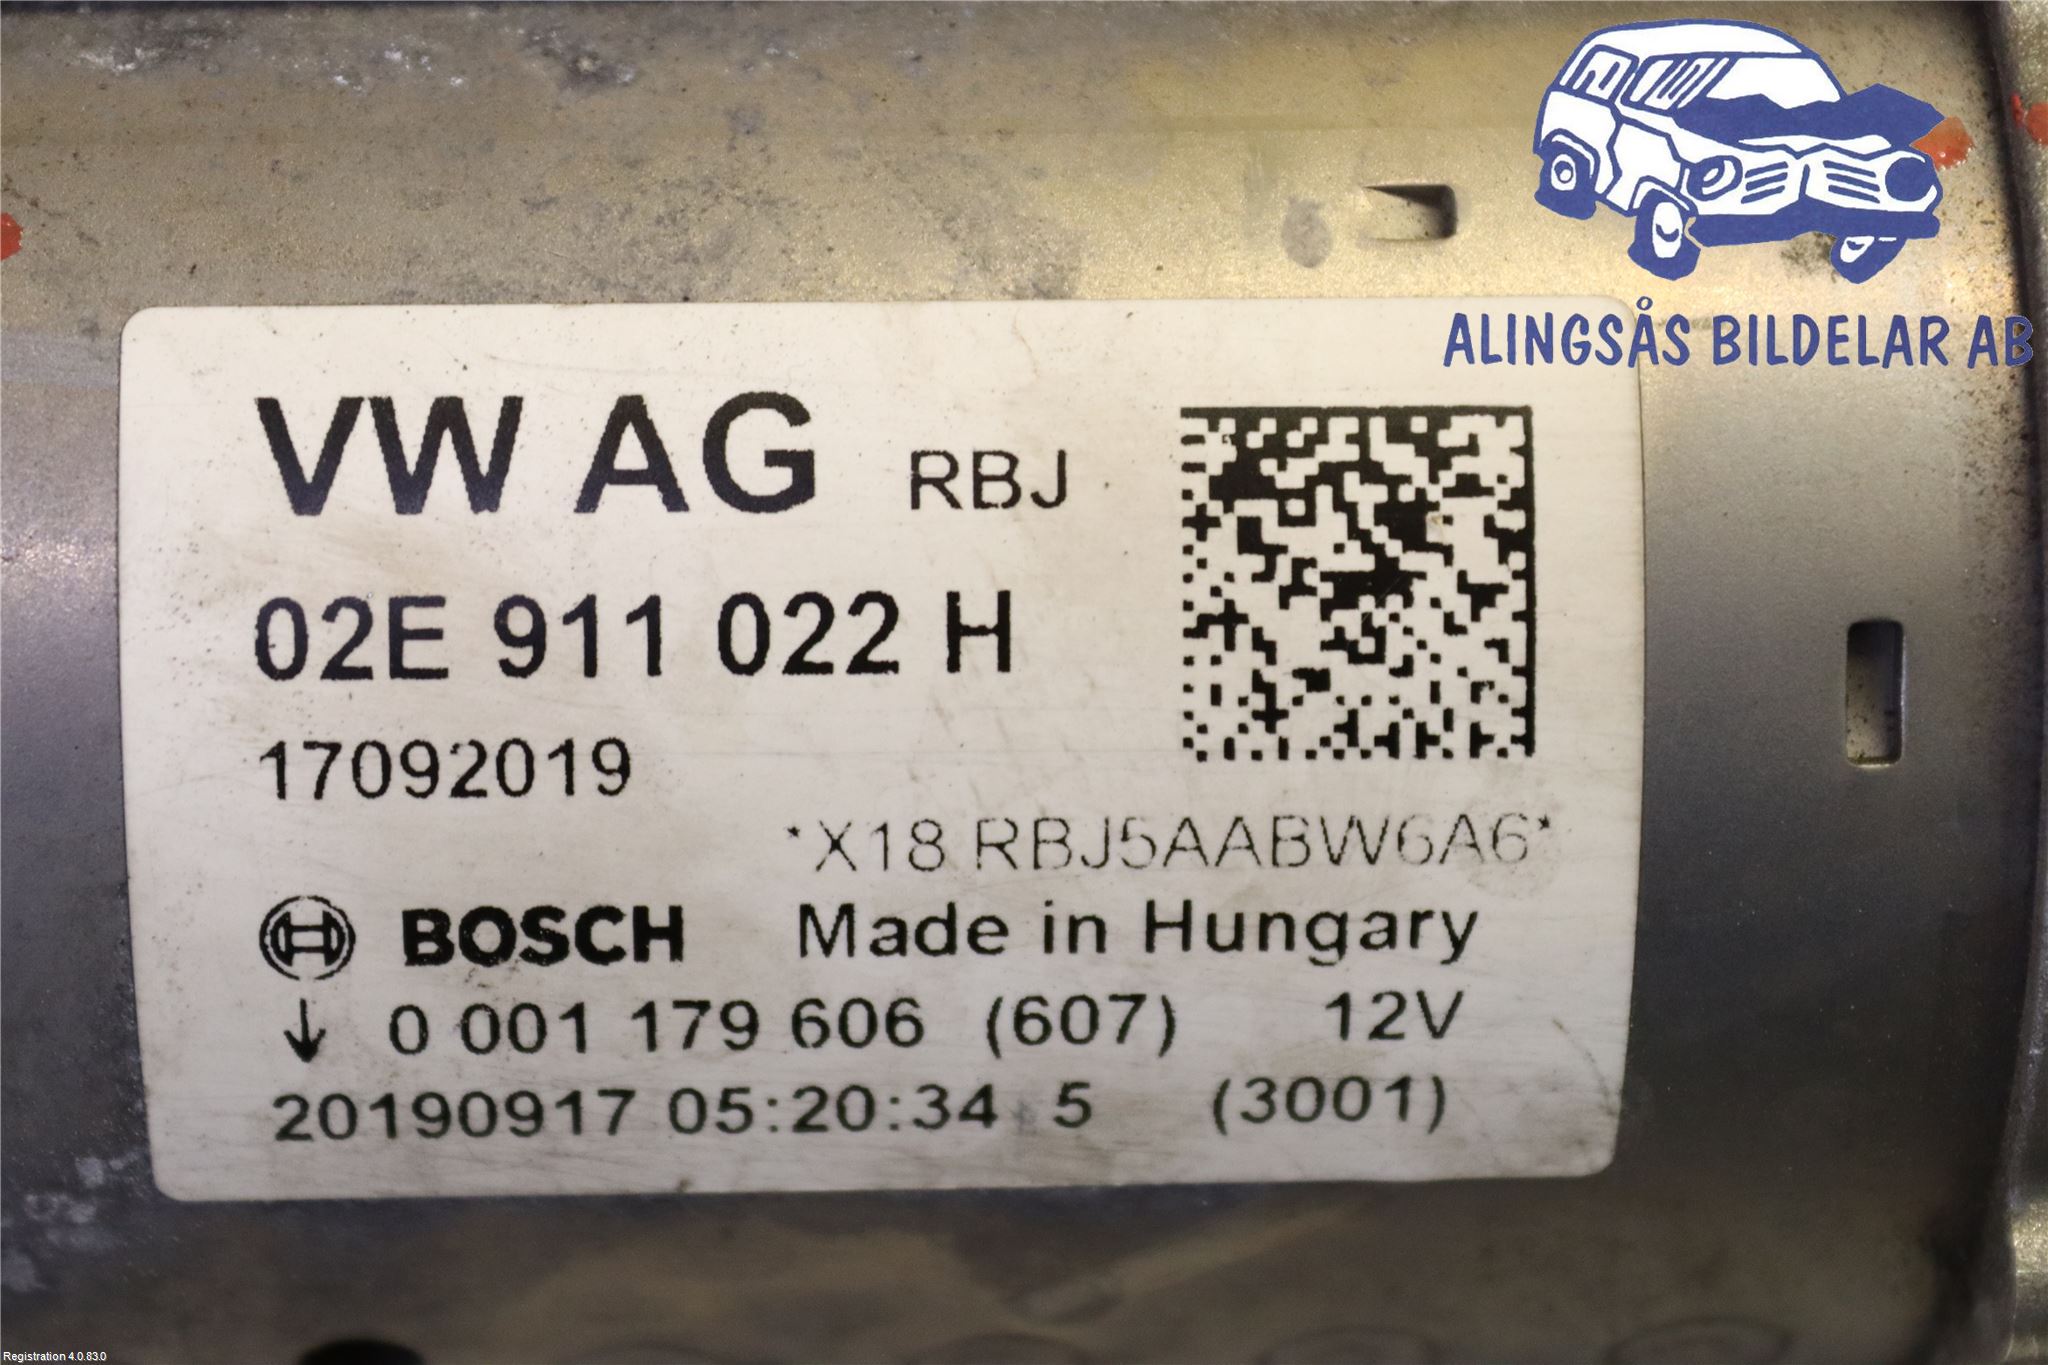 ALINGSÅS BILDELAR AB
VW AG RBJ
02E 911 022 H
17092019
*X18 RBJ5AABW6A6*
BOSCH Made in Hungary
↓ 0 001 179 606 (607) 12V
20190917 05:20:34 5 (3001)
Registration 4.0.83.0